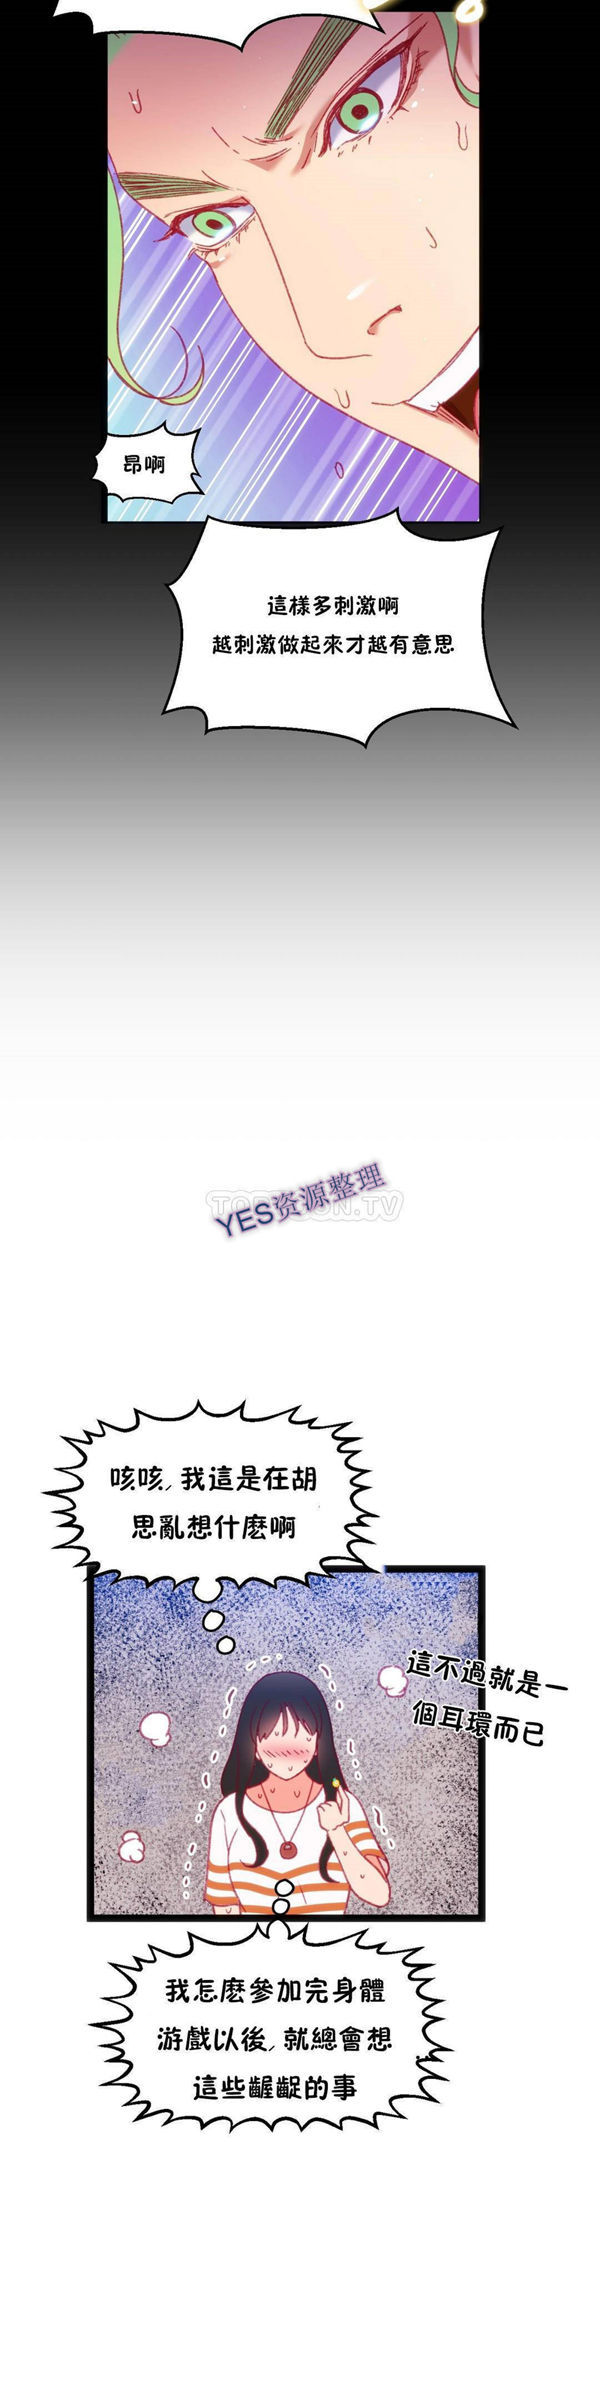 昂啊
這樣多刺激啊
越刺激做起來才越有意思
TOPTOON.TV
YES资源整理
咳咳,我這是在胡
思亂想什麼啊
這不過就是一
個耳環而已
我怎麼參加完身體
游戲以後,就總會想
這些齷齪的事